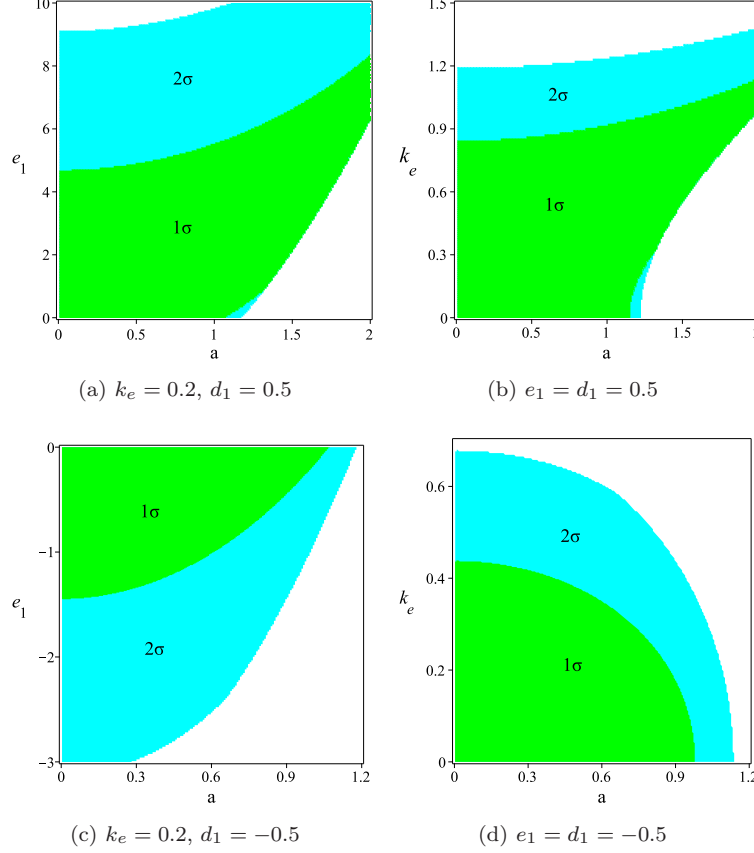 10
8
6
4
2
0
e₁
2σ
1σ
0 0.5 1 1.5 2
a
(a) kₑ = 0.2, d₁ = 0.5
1.5
1.2
0.9
0.6
0.3
0
kₑ
2σ
1σ
0 0.5 1 1.5
a
(b) e₁ = d₁ = 0.5
0
−1
−2
−3
e₁
1σ
2σ
0 0.3 0.6 0.9 1.2
a
(c) kₑ = 0.2, d₁ = −0.5
0.6
0.4
0.2
0
kₑ
2σ
1σ
0 0.3 0.6 0.9 1.2
a
(d) e₁ = d₁ = −0.5